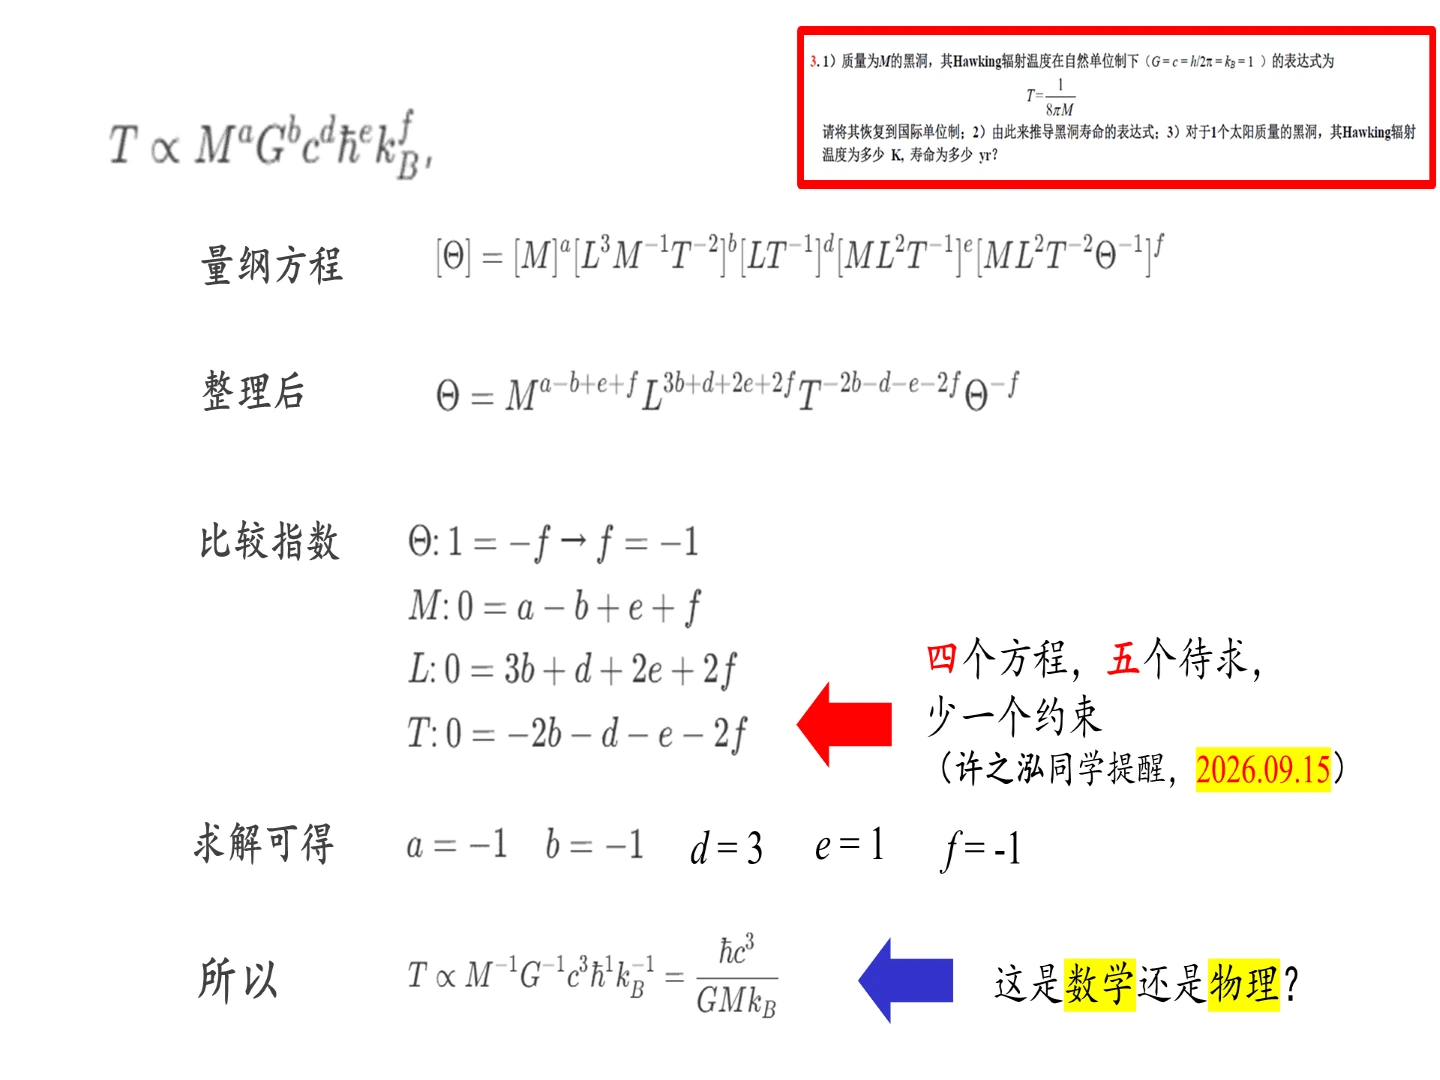 3. 1）质量为M的黑洞，其Hawking辐射温度在自然单位制下（G = c = h/2π = k_B = 1 ）的表达式为
T=\frac{1}{8πM}
请将其恢复到国际单位制；2）由此来推导黑洞寿命的表达式；3）对于1个太阳质量的黑洞，其Hawking辐射
温度为多少 K, 寿命为多少 yr？
T ∝ M^a G^b c^d ħ^e k_B^f,
量纲方程 [Θ] = [M]^a[L^3M^{-1}T^{-2}]^b[LT^{-1}]^d[ML^2T^{-1}]^e[ML^2T^{-2}Θ^{-1}]^f
整理后 Θ = M^{a-b+e+f}L^{3b+d+2e+2f}T^{-2b-d-e-2f}Θ^{-f}
比较指数 Θ: 1 = −f → f = −1
M: 0 = a − b + e + f
L: 0 = 3b + d + 2e + 2f
T: 0 = −2b − d − e − 2f
四个方程，五个待求，
少一个约束
（许之泓同学提醒，2026.09.15）
求解可得 a = −1 b = −1 d = 3 e = 1 f = -1
所以 T ∝ M^{-1}G^{-1}c^3ħ^1k_B^{-1} = \frac{ħc^3}{GMk_B} 这是数学还是物理？